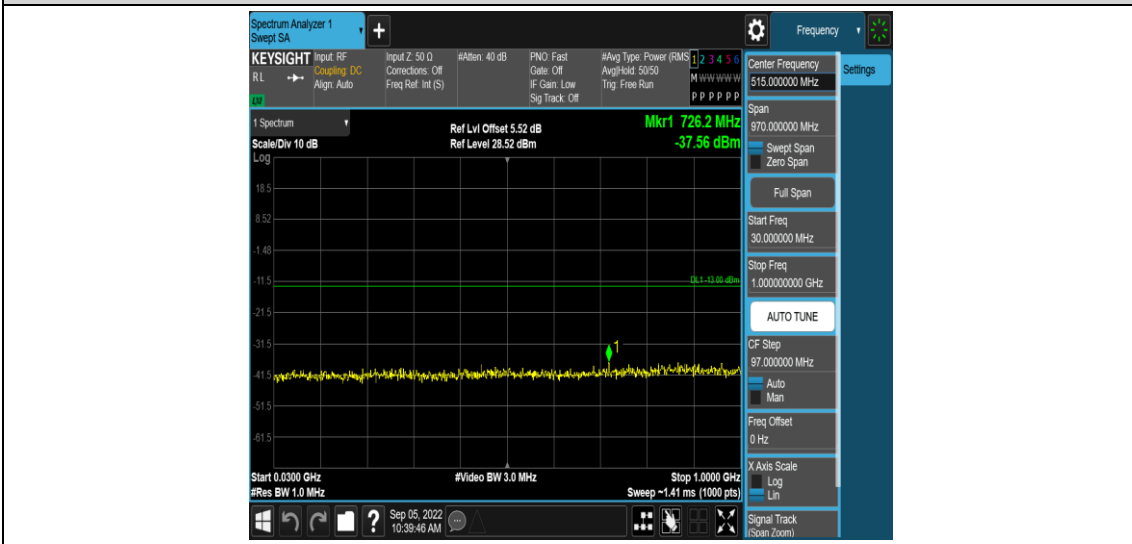 Spectrum Analyzer 1
Swept SA
+
Frequency
KEYSIGHT
RL
LXI
Input: RF
Coupling: DC
Align: Auto
Input Z: 50 Ω
Corrections: Off
Freq Ref: Int (S)
#Atten: 40 dB
PNO: Fast
Gate: Off
IF Gain: Low
Sig Track: Off
#Avg Type: Power (RMS
Avg|Hold: 50/50
Trig: Free Run
1 2 3 4 5 6
M W W W W W
P P P P P P
1 Spectrum
Scale/Div 10 dB
Log
Ref Lvl Offset 5.52 dB
Ref Level 28.52 dBm
Mkr1 726.2 MHz
-37.56 dBm
18.5
8.52
-1.48
-11.5
DL1 -13.00 dBm
-21.5
-31.5
1
-41.5
-51.5
-61.5
Start 0.0300 GHz
#Video BW 3.0 MHz
Stop 1.0000 GHz
#Res BW 1.0 MHz
Sweep ~1.41 ms (1000 pts)
?
Sep 05, 2022
10:39:46 AM
Center Frequency
515.000000 MHz
Settings
Span
970.000000 MHz
Swept Span
Zero Span
Full Span
Start Freq
30.000000 MHz
Stop Freq
1.000000000 GHz
AUTO TUNE
CF Step
97.000000 MHz
Auto
Man
Freq Offset
0 Hz
X Axis Scale
Log
Lin
Signal Track
(Span Zoom)